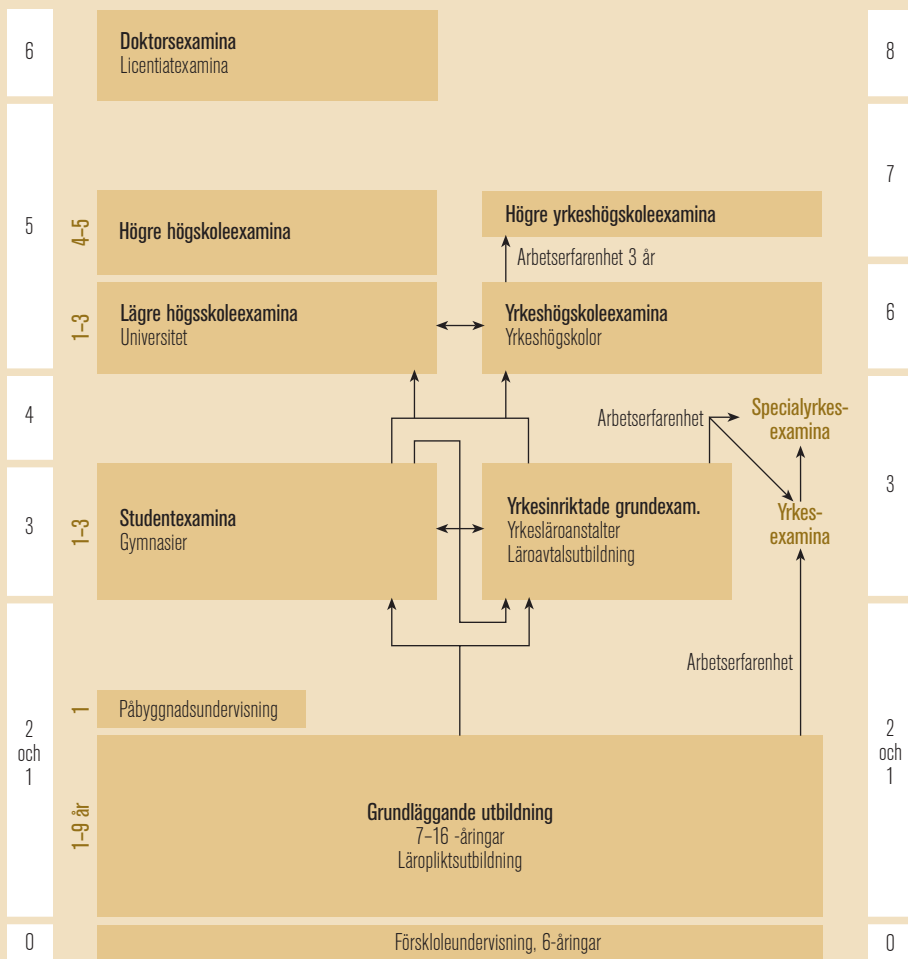 6
Doktorsexamina
Licentiatexamina
8
7
5
4–5
Högre högskoleexamina
Högre yrkeshögskoleexamina
Arbetserfarenhet 3 år
1–3
Lägre högsskoleexamina
Universitet
Yrkeshögskoleexamina
Yrkeshögskolor
6
4
Arbetserfarenhet
Specialyrkes-
examina
3
1–3
Studentexamina
Gymnasier
Yrkesinriktade grundexam.
Yrkesläroanstalter
Läroavtalsutbildning
Yrkes-
examina
3
Arbetserfarenhet
1
Påbyggnadsundervisning
2
och
1
1–9 år
Grundläggande utbildning
7–16 -åringar
Läropliktsutbildning
2
och
1
0
Förskloleundervisning, 6-åringar
0